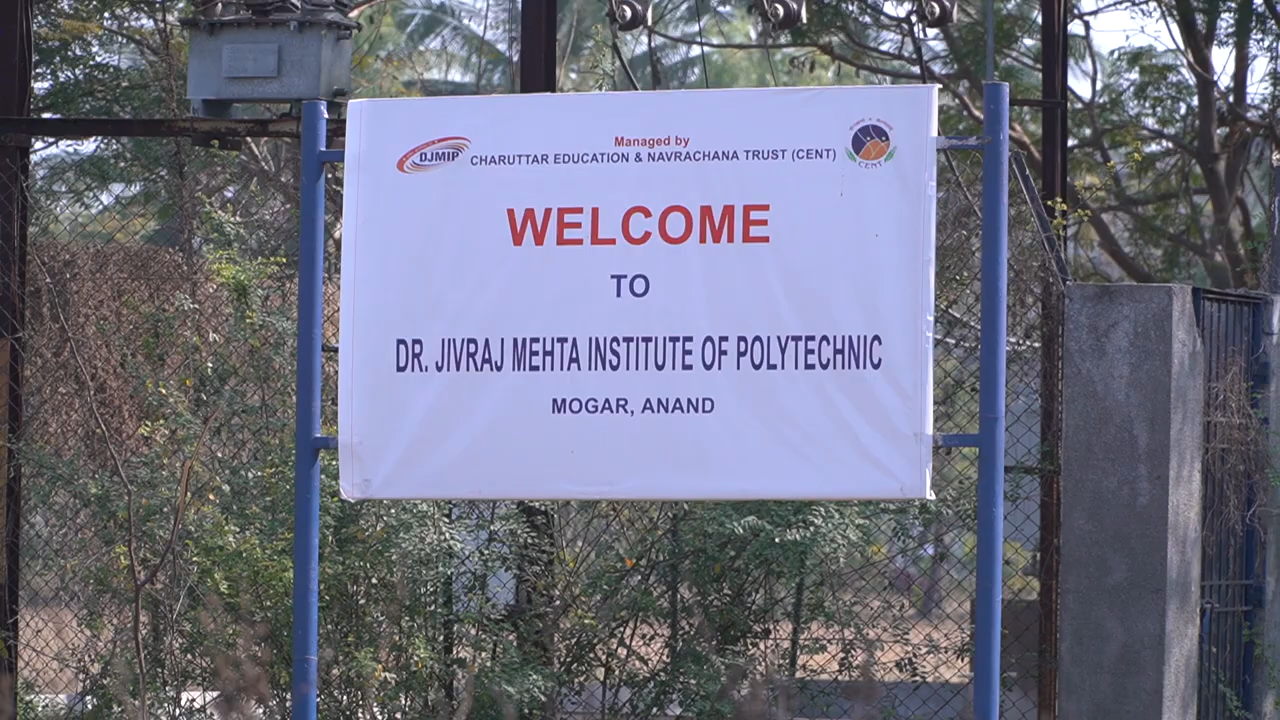 DJMIP
Managed by
CHARUTTAR EDUCATION & NAVRACHANA TRUST (CENT)
CENT
WELCOME
TO
DR. JIVRAJ MEHTA INSTITUTE OF POLYTECHNIC
MOGAR, ANAND